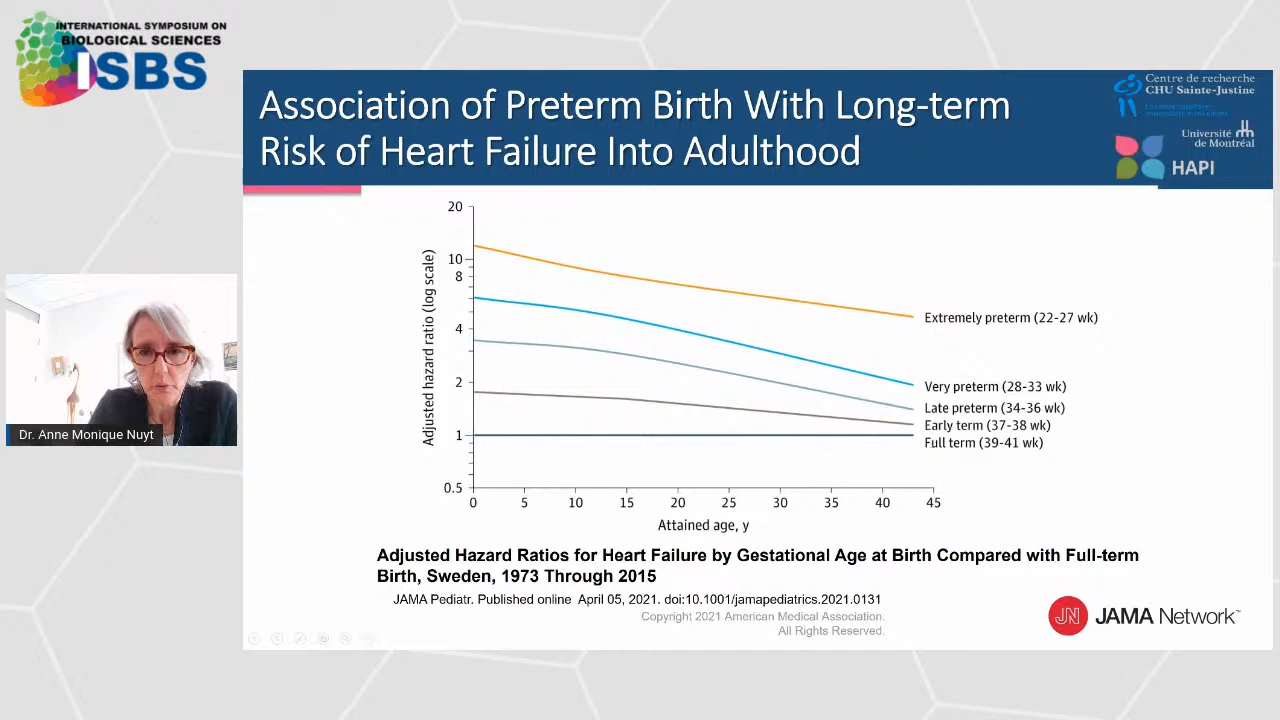 INTERNATIONAL SYMPOSIUM ON
BIOLOGICAL SCIENCES
ISBS
Association of Preterm Birth With Long-term
Risk of Heart Failure Into Adulthood
Centre de recherche
CHU Sainte-Justine
Université
de Montréal
HAPI
Adjusted hazard ratio (log scale)
20
10
8
4
2
1
0.5
Extremely preterm (22-27 wk)
Very preterm (28-33 wk)
Late preterm (34-36 wk)
Early term (37-38 wk)
Full term (39-41 wk)
0 5 10 15 20 25 30 35 40 45
Attained age, y
Dr. Anne Monique Nuyt
Adjusted Hazard Ratios for Heart Failure by Gestational Age at Birth Compared with Full-term
Birth, Sweden, 1973 Through 2015
JAMA Pediatr. Published online April 05, 2021. doi:10.1001/jamapediatrics.2021.0131
Copyright 2021 American Medical Association.
All Rights Reserved.
JN JAMA Network™